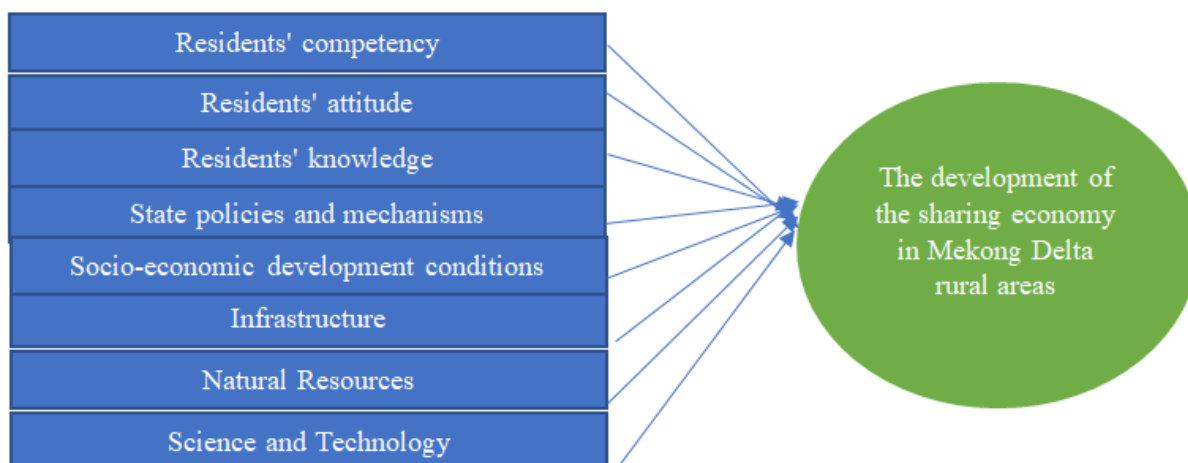 Residents' competency
Residents' attitude
Residents' knowledge
State policies and mechanisms
Socio-economic development conditions
Infrastructure
Natural Resources
Science and Technology
The development of
the sharing economy
in Mekong Delta
rural areas